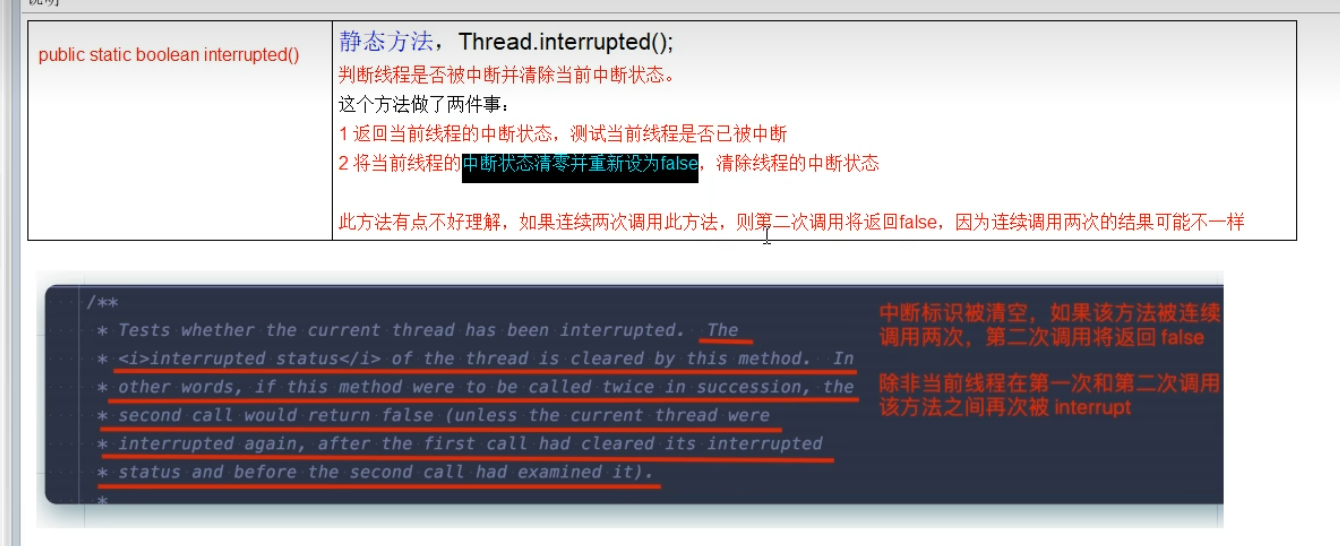 说明
public static boolean interrupted()
静态方法，Thread.interrupted();
判断线程是否被中断并清除当前中断状态。
这个方法做了两件事：
1 返回当前线程的中断状态，测试当前线程是否已被中断
2 将当前线程的中断状态清零并重新设为false，清除线程的中断状态
此方法有点不好理解，如果连续两次调用此方法，则第二次调用将返回false，因为连续调用两次的结果可能不一样
/**
* Tests whether the current thread has been interrupted. The
* <i>interrupted status</i> of the thread is cleared by this method. In
* other words, if this method were to be called twice in succession, the
* second call would return false (unless the current thread were
* interrupted again, after the first call had cleared its interrupted
* status and before the second call had examined it).
*
中断标识被清空，如果该方法被连续
调用两次，第二次调用将返回 false
除非当前线程在第一次和第二次调用
该方法之间再次被 interrupt